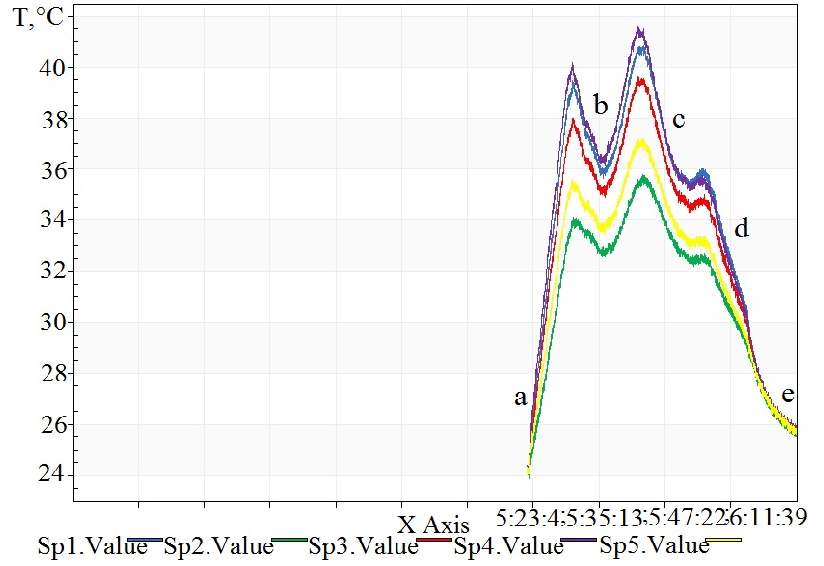 T,°C
40
38
b
c
36
34
d
32
30
28
a
e
26
24
X Axis
5:23:4;5:35:13;5:47:22;6:11:39
Sp1.Value Sp2.Value Sp3.Value Sp4.Value Sp5.Value